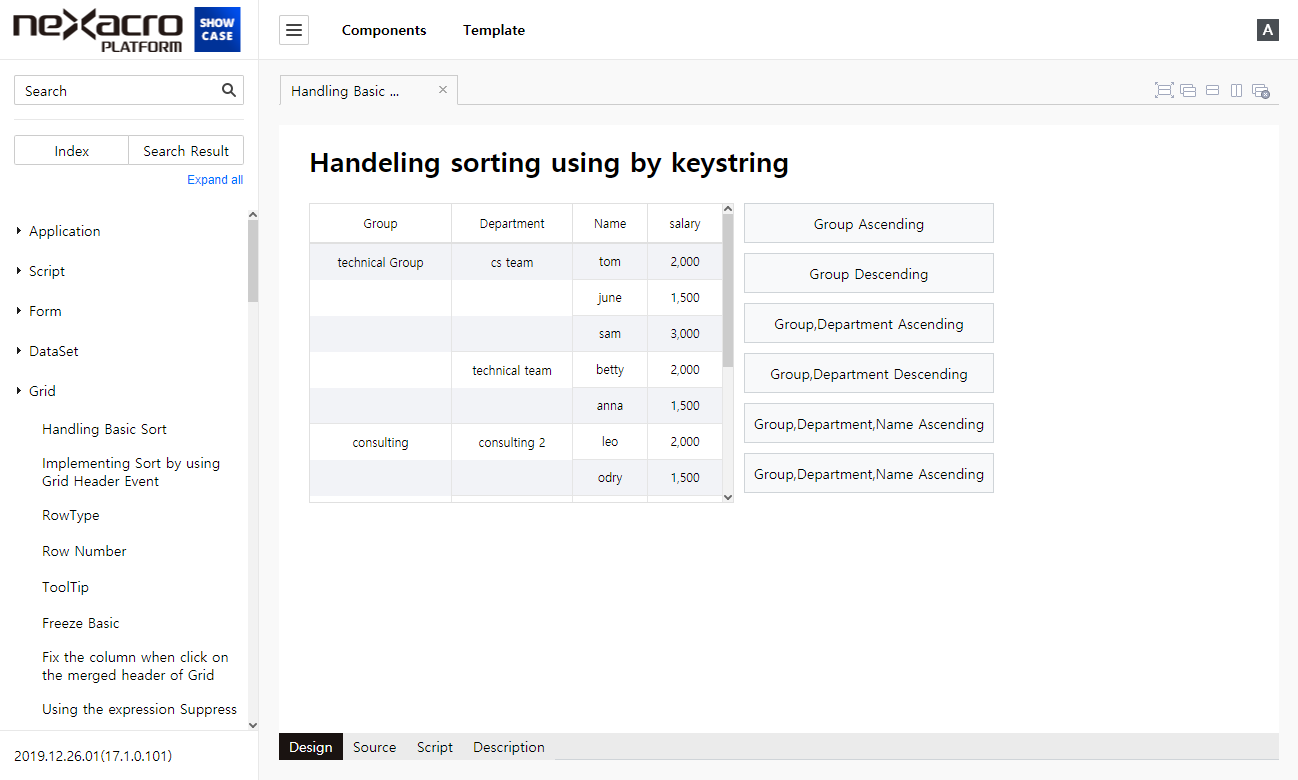 nexacro
PLATFORM
SHOW
CASE
Components
Template
A
Search
Index
Search Result
Expand all
Application
Script
Form
DataSet
Grid
Handling Basic Sort
Implementing Sort by using
Grid Header Event
RowType
Row Number
ToolTip
Freeze Basic
Fix the column when click on
the merged header of Grid
Using the expression Suppress
2019.12.26.01(17.1.0.101)
Handling Basic ...
Handeling sorting using by keystring
Group Department Name salary
technical Group cs team tom 2,000
june 1,500
sam 3,000
technical team betty 2,000
anna 1,500
consulting consulting 2 leo 2,000
odry 1,500
Group Ascending
Group Descending
Group,Department Ascending
Group,Department Descending
Group,Department,Name Ascending
Group,Department,Name Ascending
Design Source Script Description